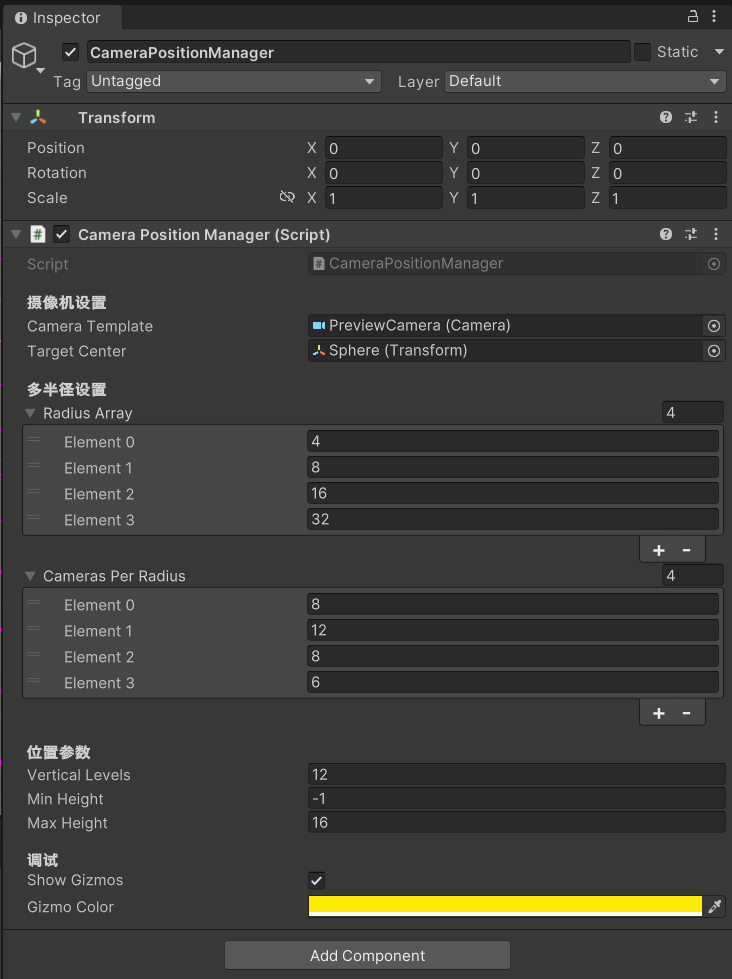 Inspector
CameraPositionManager Static
Tag Untagged Layer Default
Transform
Position X 0 Y 0 Z 0
Rotation X 0 Y 0 Z 0
Scale X 1 Y 1 Z 1
# Camera Position Manager (Script)
Script # CameraPositionManager
摄像机设置
Camera Template PreviewCamera (Camera)
Target Center Sphere (Transform)
多半径设置
Radius Array 4
Element 0 4
Element 1 8
Element 2 16
Element 3 32
+ -
Cameras Per Radius 4
Element 0 8
Element 1 12
Element 2 8
Element 3 6
+ -
位置参数
Vertical Levels 12
Min Height -1
Max Height 16
调试
Show Gizmos
Gizmo Color
Add Component